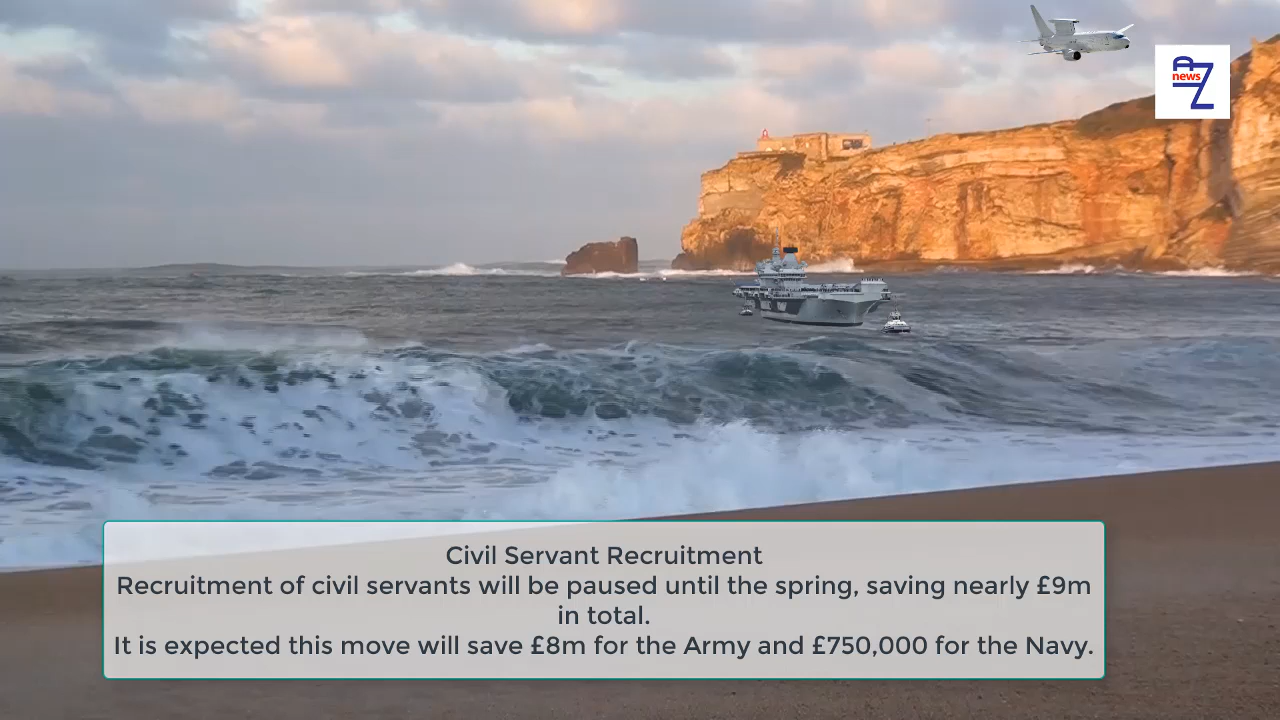 A
news
Z
Civil Servant Recruitment
Recruitment of civil servants will be paused until the spring, saving nearly £9m
in total.
It is expected this move will save £8m for the Army and £750,000 for the Navy.